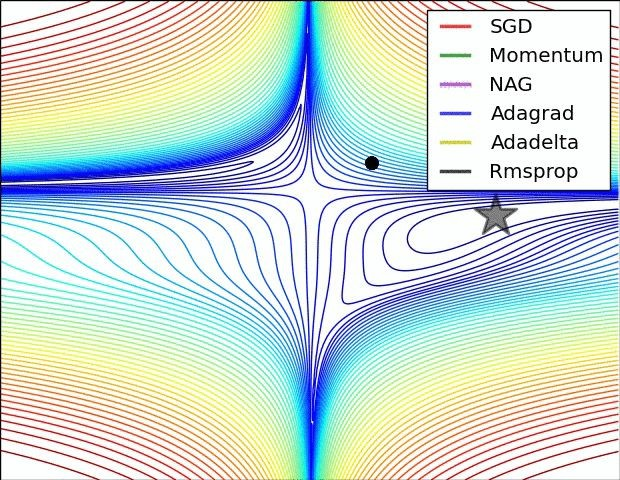 SGD
Momentum
NAG
Adagrad
Adadelta
Rmsprop